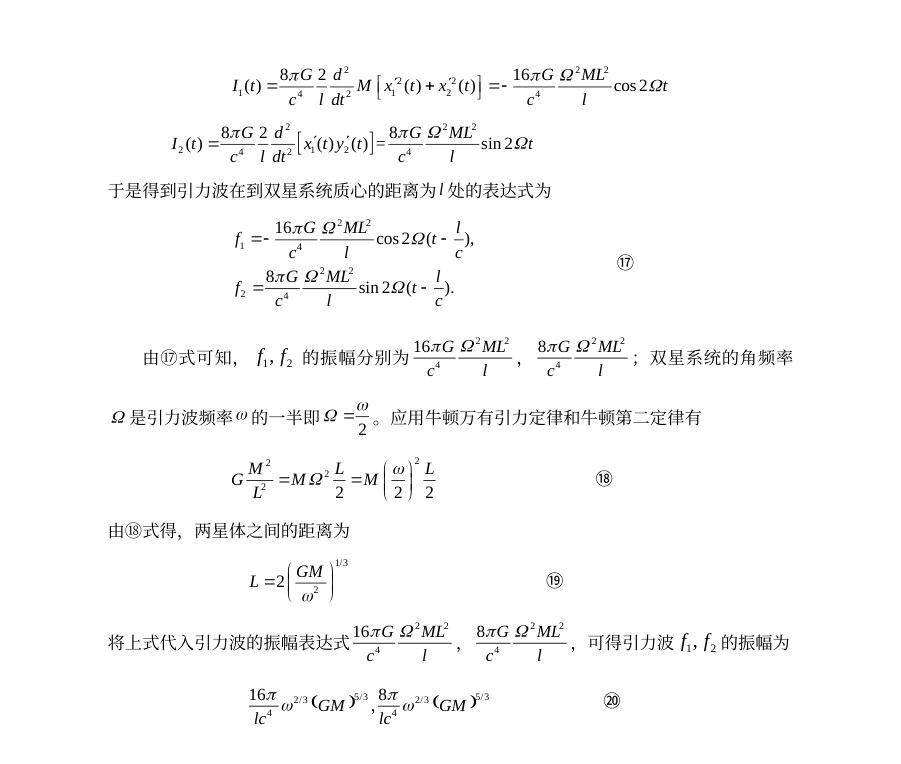 I₁(t) = 8πG/c⁴ 2/l d²/dt² M [x₁′²(t) + x₂′²(t)] = − 16πG/c⁴ Ω²ML²/l cos 2Ωt
I₂(t) = 8πG/c⁴ 2/l d²/dt² [x₁′(t) y₂′(t)] = 8πG/c⁴ Ω²ML²/l sin 2Ωt
于是得到引力波在到双星系统质心的距离为 l 处的表达式为
f₁ = − 16πG/c⁴ Ω²ML²/l cos 2Ω(t − l/c),
⑰
f₂ = 8πG/c⁴ Ω²ML²/l sin 2Ω(t − l/c).
由⑰式可知， f₁, f₂ 的振幅分别为 16πG/c⁴ Ω²ML²/l ， 8πG/c⁴ Ω²ML²/l ；双星系统的角频率
Ω 是引力波频率 ω 的一半即 Ω = ω/2 。应用牛顿万有引力定律和牛顿第二定律有
G M²/L² = MΩ² L/2 = M (ω/2)² L/2 ⑱
由⑱式得，两星体之间的距离为
L = 2 (GM/ω²)^1/3 ⑲
将上式代入引力波的振幅表达式 16πG/c⁴ Ω²ML²/l ， 8πG/c⁴ Ω²ML²/l ，可得引力波 f₁, f₂ 的振幅为
16π/lc⁴ ω^2/3 (GM)^5/3 , 8π/lc⁴ ω^2/3 (GM)^5/3 ⑳